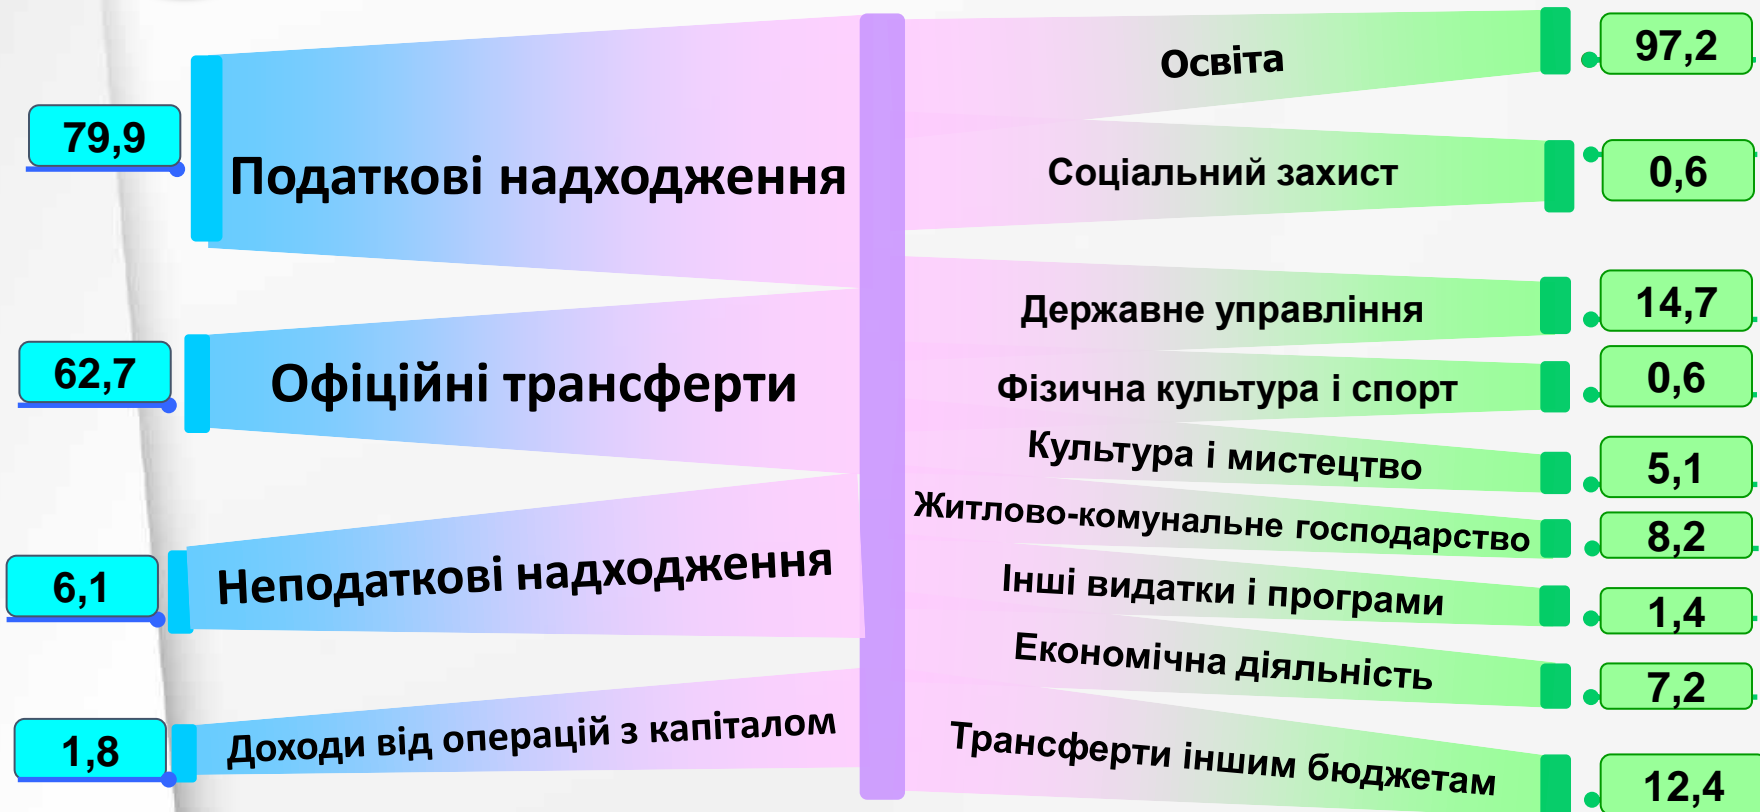 79,9
Податкові надходження
62,7
Офіційні трансферти
6,1
Неподаткові надходження
1,8
Доходи від операцій з капіталом
Освіта
97,2
Соціальний захист
0,6
Державне управління
14,7
Фізична культура і спорт
0,6
Культура і мистецтво
5,1
Житлово-комунальне господарство
8,2
Інші видатки і програми
1,4
Економічна діяльність
7,2
Трансферти іншим бюджетам
12,4